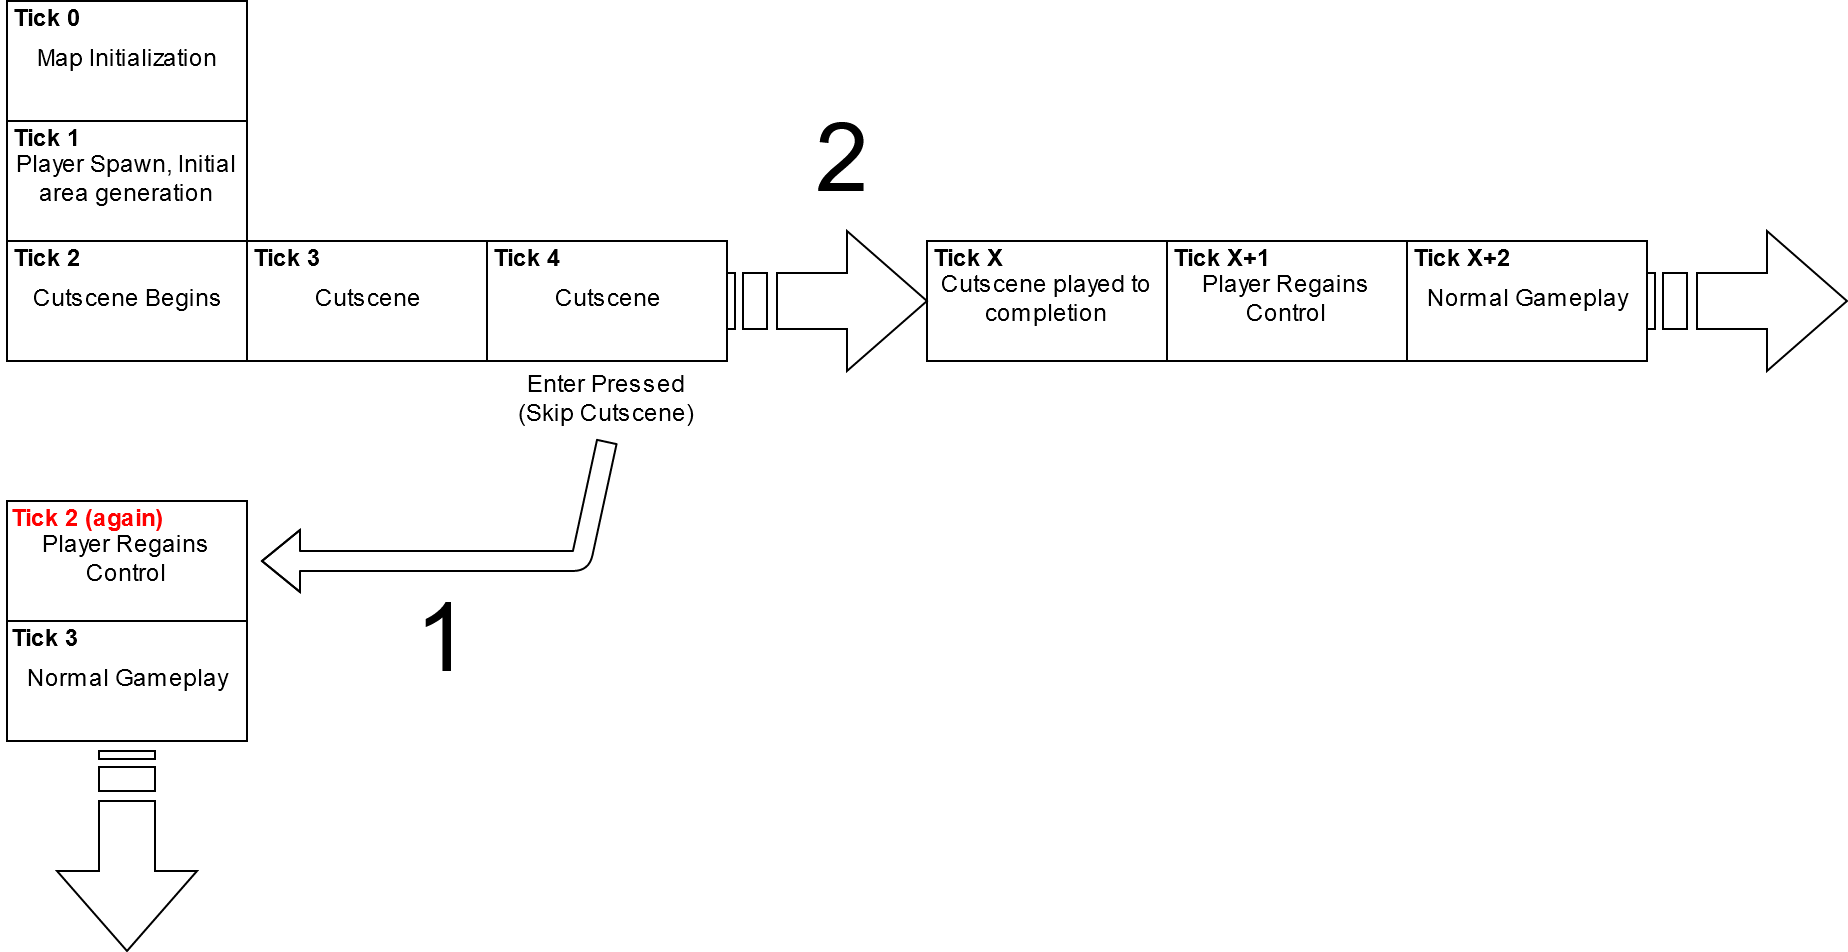 Tick 0
Map Initialization
Tick 1
Player Spawn, Initial
area generation
2
Tick 2
Cutscene Begins
Tick 3
Cutscene
Tick 4
Cutscene
Tick X
Cutscene played to
completion
Tick X+1
Player Regains
Control
Tick X+2
Normal Gameplay
Enter Pressed
(Skip Cutscene)
Tick 2 (again)
Player Regains
Control
1
Tick 3
Normal Gameplay